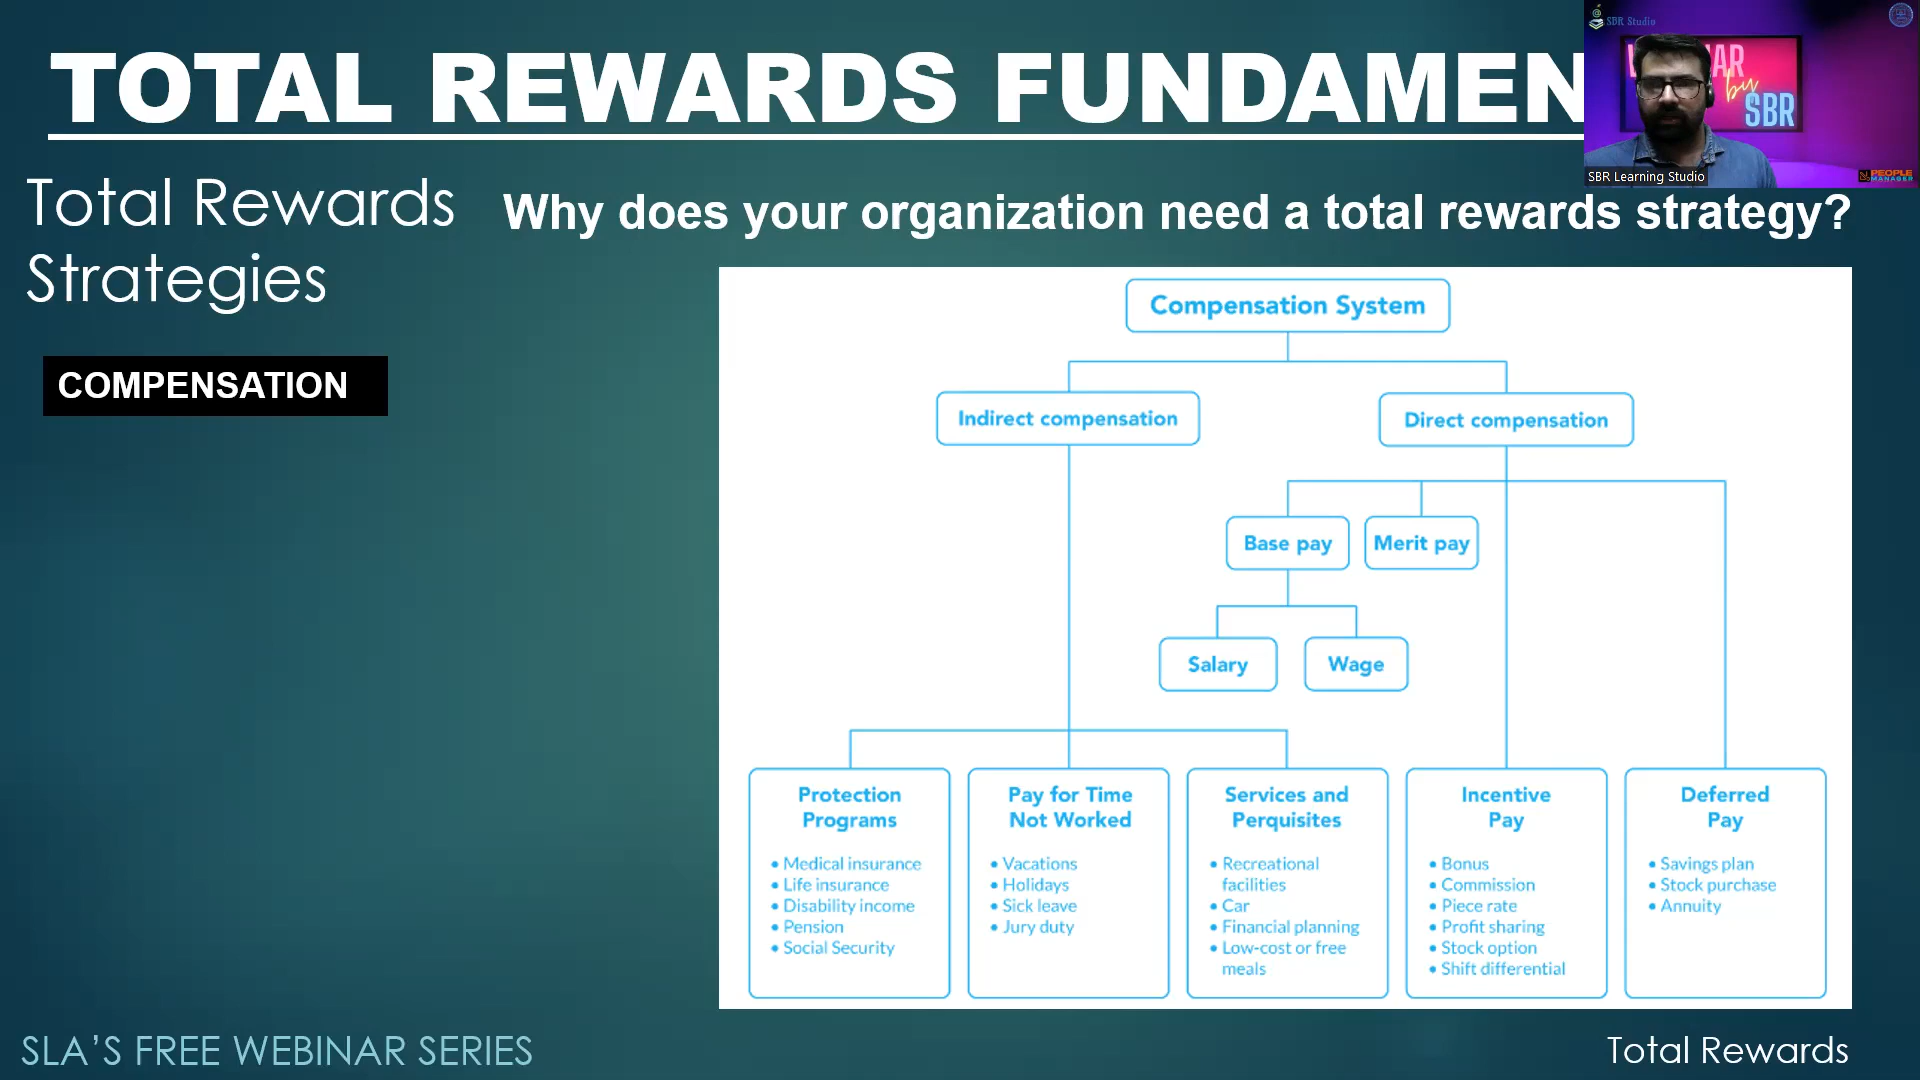 TOTAL REWARDS FUNDAMEN
SBR Studio
SBR
SBR Learning Studio
PEOPLE
MANAGER
Total Rewards
Strategies
Why does your organization need a total rewards strategy?
COMPENSATION
Compensation System
Indirect compensation
Direct compensation
Base pay
Merit pay
Salary
Wage
Protection
Programs
• Medical insurance
• Life insurance
• Disability income
• Pension
• Social Security
Pay for Time
Not Worked
• Vacations
• Holidays
• Sick leave
• Jury duty
Services and
Perquisites
• Recreational
facilities
• Car
• Financial planning
• Low-cost or free
meals
Incentive
Pay
• Bonus
• Commission
• Piece rate
• Profit sharing
• Stock option
• Shift differential
Deferred
Pay
• Savings plan
• Stock purchase
• Annuity
SLA’S FREE WEBINAR SERIES
Total Rewards